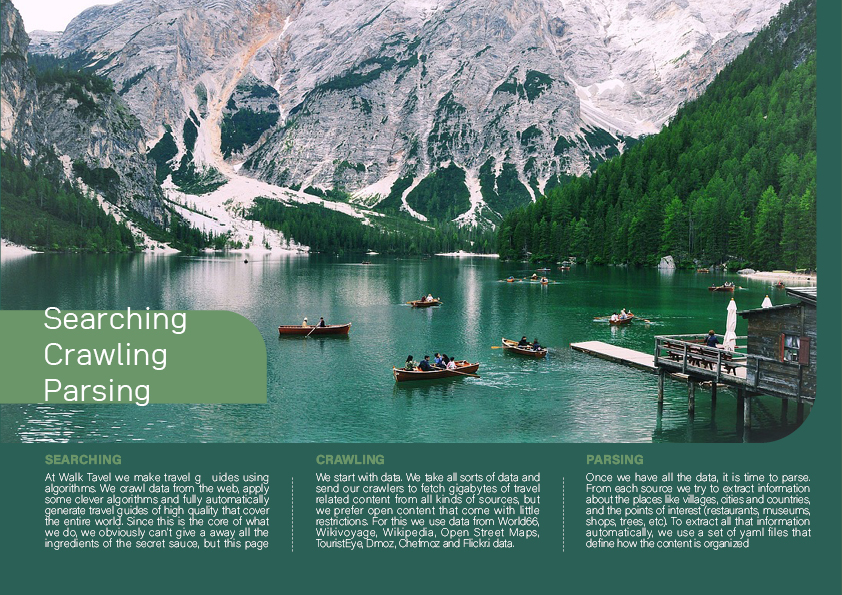 Searching
Crawling
Parsing
SEARCHING
At Walk Tavel we make travel g uides using
algorithms. We crawl data from the web, apply
some clever algorithms and fully automatically
generate travel guides of high quality that cover
the entire world. Since this is the core of what
we do, we obviously can't give a away all the
ingredients of the secret sauce, but this page
CRAWLING
We start with data. We take all sorts of data and
send our crawlers to fetch gigabytes of travel
related content from all kinds of sources, but
we prefer open content that come with little
restrictions. For this we use data from World66,
Wikivoyage, Wikipedia, Open Street Maps,
TouristEye, Dmoz, Chefmoz and Flickri data.
PARSING
Once we have all the data, it is time to parse.
From each source we try to extract information
about the places like villages, cities and countries,
and the points of interest (restaurants, museums,
shops, trees, etc). To extract all that information
automatically, we use a set of yaml files that
define how the content is organized